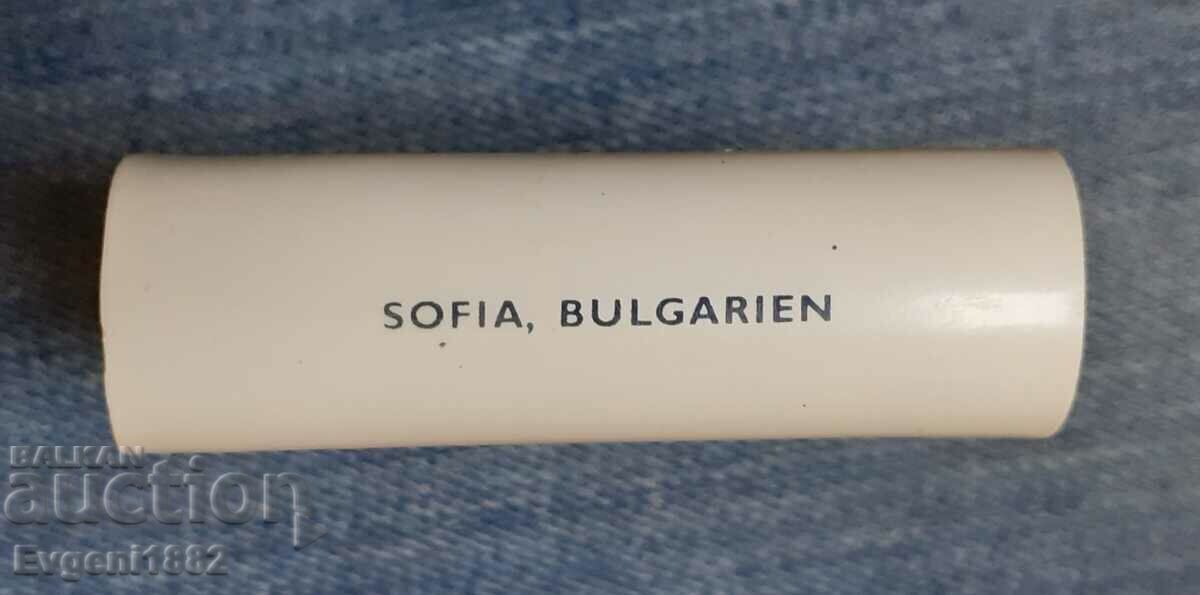 SOFIA, BULGARIEN
BALKAN
auction
Evgeni1882